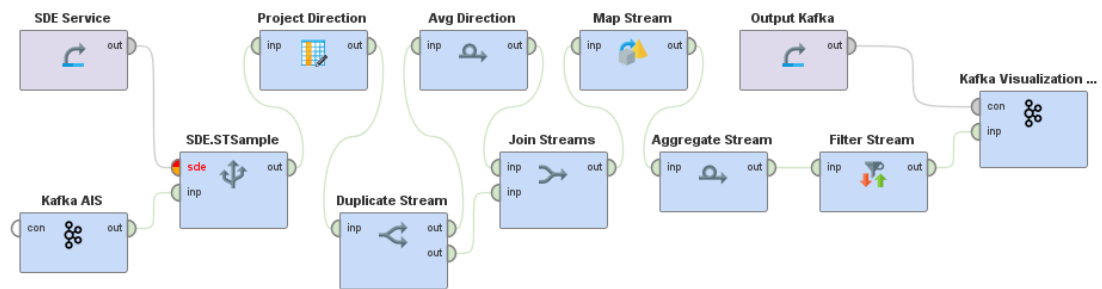 SDE Service
out
Project Direction
inp out
Avg Direction
inp out
Map Stream
inp out
Output Kafka
out
Kafka Visualization ...
con
inp
SDE.STSample
sde out
inp
Join Streams
inp out
inp
Aggregate Stream
inp out
Filter Stream
inp out
Kafka AIS
con out
Duplicate Stream
inp out
out